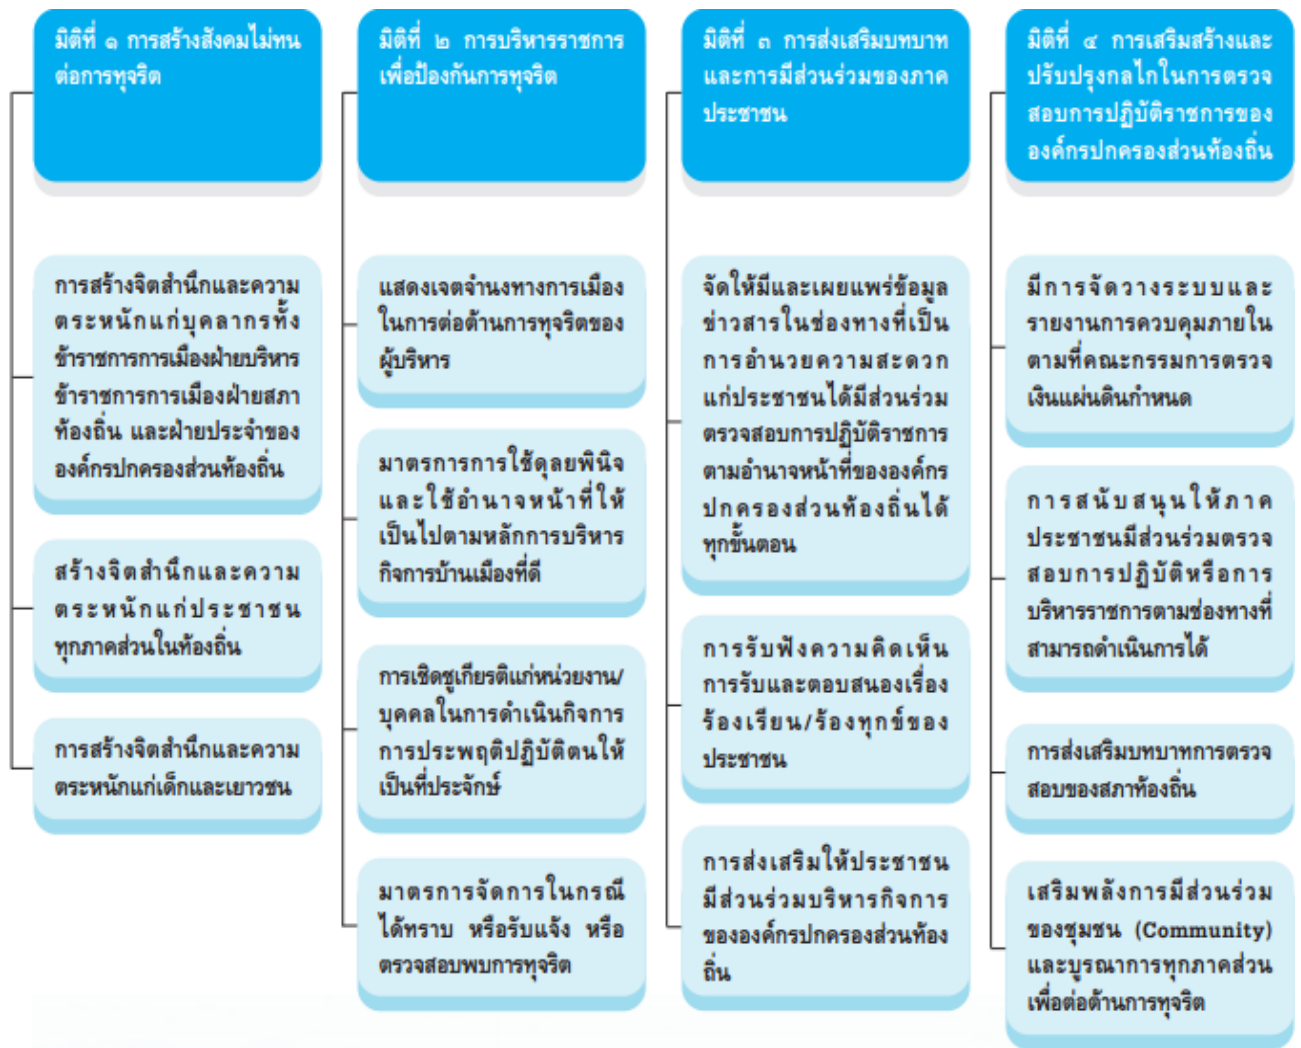 มิติที่ ๑ การสร้างสังคมไม่ทน
ต่อการทุจริต
การสร้างจิตสำนึกและความ
ตระหนักแก่บุคลากรทั้ง
ข้าราชการการเมืองฝ่ายบริหาร
ข้าราชการการเมืองฝ่ายสภา
ท้องถิ่น และฝ่ายประจำของ
องค์กรปกครองส่วนท้องถิ่น
สร้างจิตสำนึกและความ
ตระหนักแก่ประชาชน
ทุกภาคส่วนในท้องถิ่น
การสร้างจิตสำนึกและความ
ตระหนักแก่เด็กและเยาวชน
มิติที่ ๒ การบริหารราชการ
เพื่อป้องกันการทุจริต
แสดงเจตจำนงทางการเมือง
ในการต่อต้านการทุจริตของ
ผู้บริหาร
มาตรการการใช้ดุลยพินิจ
และใช้อำนาจหน้าที่ให้
เป็นไปตามหลักการบริหาร
กิจการบ้านเมืองที่ดี
การเชิดชูเกียรติแก่หน่วยงาน/
บุคคลในการดำเนินกิจการ
การประพฤติปฏิบัติตนให้
เป็นที่ประจักษ์
มาตรการจัดการในกรณี
ได้ทราบ หรือรับแจ้ง หรือ
ตรวจสอบพบการทุจริต
มิติที่ ๓ การส่งเสริมบทบาท
และการมีส่วนร่วมของภาค
ประชาชน
จัดให้มีและเผยแพร่ข้อมูล
ข่าวสารในช่องทางที่เป็น
การอำนวยความสะดวก
แก่ประชาชนได้มีส่วนร่วม
ตรวจสอบการปฏิบัติราชการ
ตามอำนาจหน้าที่ขององค์กร
ปกครองส่วนท้องถิ่นได้
ทุกขั้นตอน
การรับฟังความคิดเห็น
การรับและตอบสนองเรื่อง
ร้องเรียน/ร้องทุกข์ของ
ประชาชน
การส่งเสริมให้ประชาชน
มีส่วนร่วมบริหารกิจการ
ขององค์กรปกครองส่วนท้อง
ถิ่น
มิติที่ ๔ การเสริมสร้างและ
ปรับปรุงกลไกในการตรวจ
สอบการปฏิบัติราชการของ
องค์กรปกครองส่วนท้องถิ่น
มีการจัดวางระบบและ
รายงานการควบคุมภายใน
ตามที่คณะกรรมการตรวจ
เงินแผ่นดินกำหนด
การสนับสนุนให้ภาค
ประชาชนมีส่วนร่วมตรวจ
สอบการปฏิบัติหรือการ
บริหารราชการตามช่องทางที่
สามารถดำเนินการได้
การส่งเสริมบทบาทการตรวจ
สอบของสภาท้องถิ่น
เสริมพลังการมีส่วนร่วม
ของชุมชน (Community)
และบูรณาการทุกภาคส่วน
เพื่อต่อต้านการทุจริต